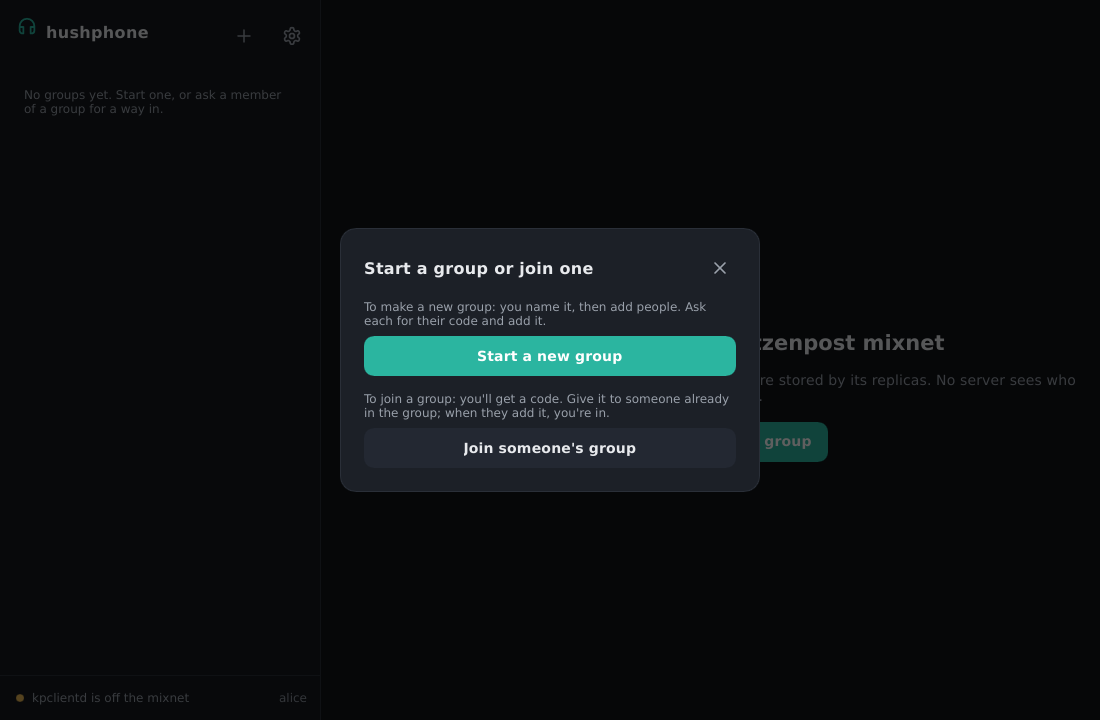 hushphone
No groups yet. Start one, or ask a member
of a group for a way in.
Start a group or join one
To make a new group: you name it, then add people. Ask
each for their code and add it.
Start a new group
To join a group: you'll get a code. Give it to someone already
in the group; when they add it, you're in.
Join someone's group
mixnet
stored by its replicas. No server sees who
group
kpclientd is off the mixnet
alice